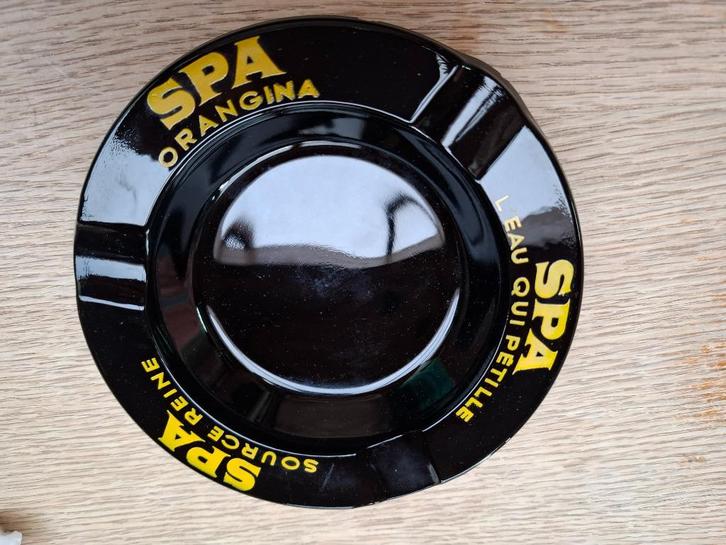 SPA
ORANGINA
SPA
L'EAU QUI PETILLE
SPA
SOURCE REINE